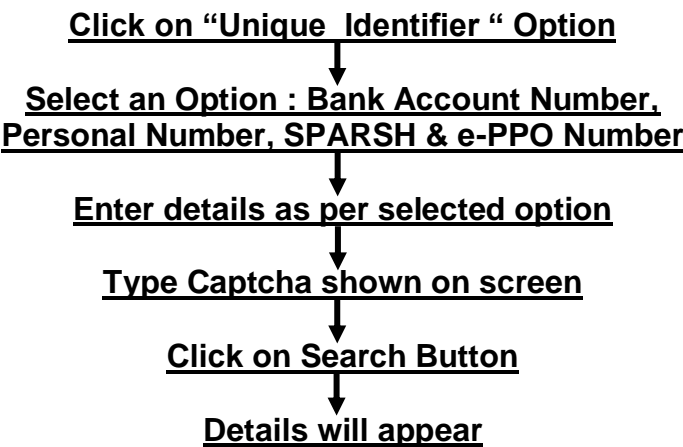 Click on “Unique  Identifier “ Option
Select an Option : Bank Account Number,
Personal Number, SPARSH & e-PPO Number
Enter details as per selected option
Type Captcha shown on screen
Click on Search Button
Details will appear